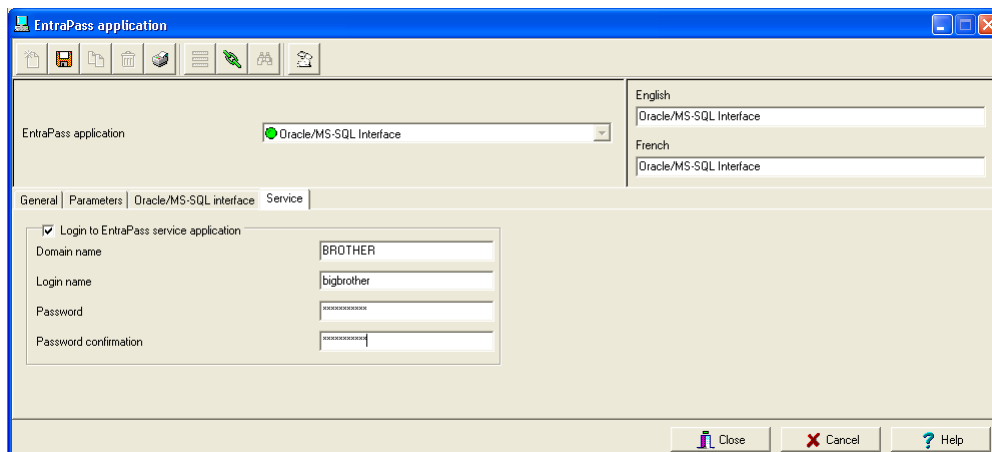 EntraPass application
English
Oracle/MS-SQL Interface
EntraPass application
Oracle/MS-SQL Interface
French
Oracle/MS-SQL Interface
General Parameters Oracle/MS-SQL interface Service
Login to EntraPass service application
Domain name BROTHER
Login name bigbrother
Password ***********
Password confirmation ***********
Close Cancel ? Help